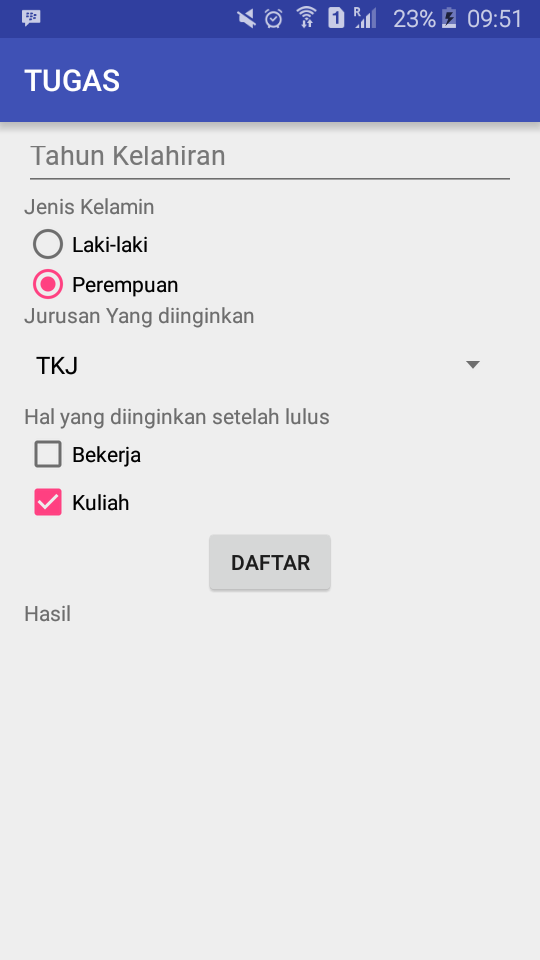 1 R 23% 09:51
TUGAS
Tahun Kelahiran
Jenis Kelamin
Laki-laki
Perempuan
Jurusan Yang diinginkan
TKJ
Hal yang diinginkan setelah lulus
Bekerja
Kuliah
DAFTAR
Hasil